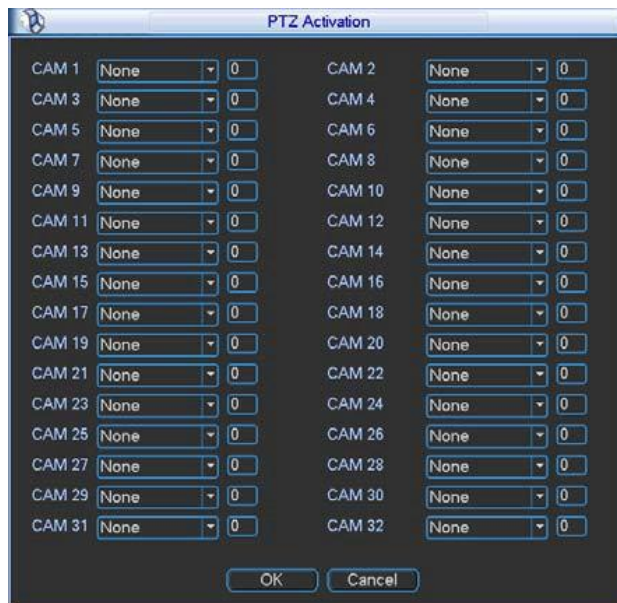 PTZ Activation
CAM 1 None 0 CAM 2 None 0
CAM 3 None 0 CAM 4 None 0
CAM 5 None 0 CAM 6 None 0
CAM 7 None 0 CAM 8 None 0
CAM 9 None 0 CAM 10 None 0
CAM 11 None 0 CAM 12 None 0
CAM 13 None 0 CAM 14 None 0
CAM 15 None 0 CAM 16 None 0
CAM 17 None 0 CAM 18 None 0
CAM 19 None 0 CAM 20 None 0
CAM 21 None 0 CAM 22 None 0
CAM 23 None 0 CAM 24 None 0
CAM 25 None 0 CAM 26 None 0
CAM 27 None 0 CAM 28 None 0
CAM 29 None 0 CAM 30 None 0
CAM 31 None 0 CAM 32 None 0
OK Cancel